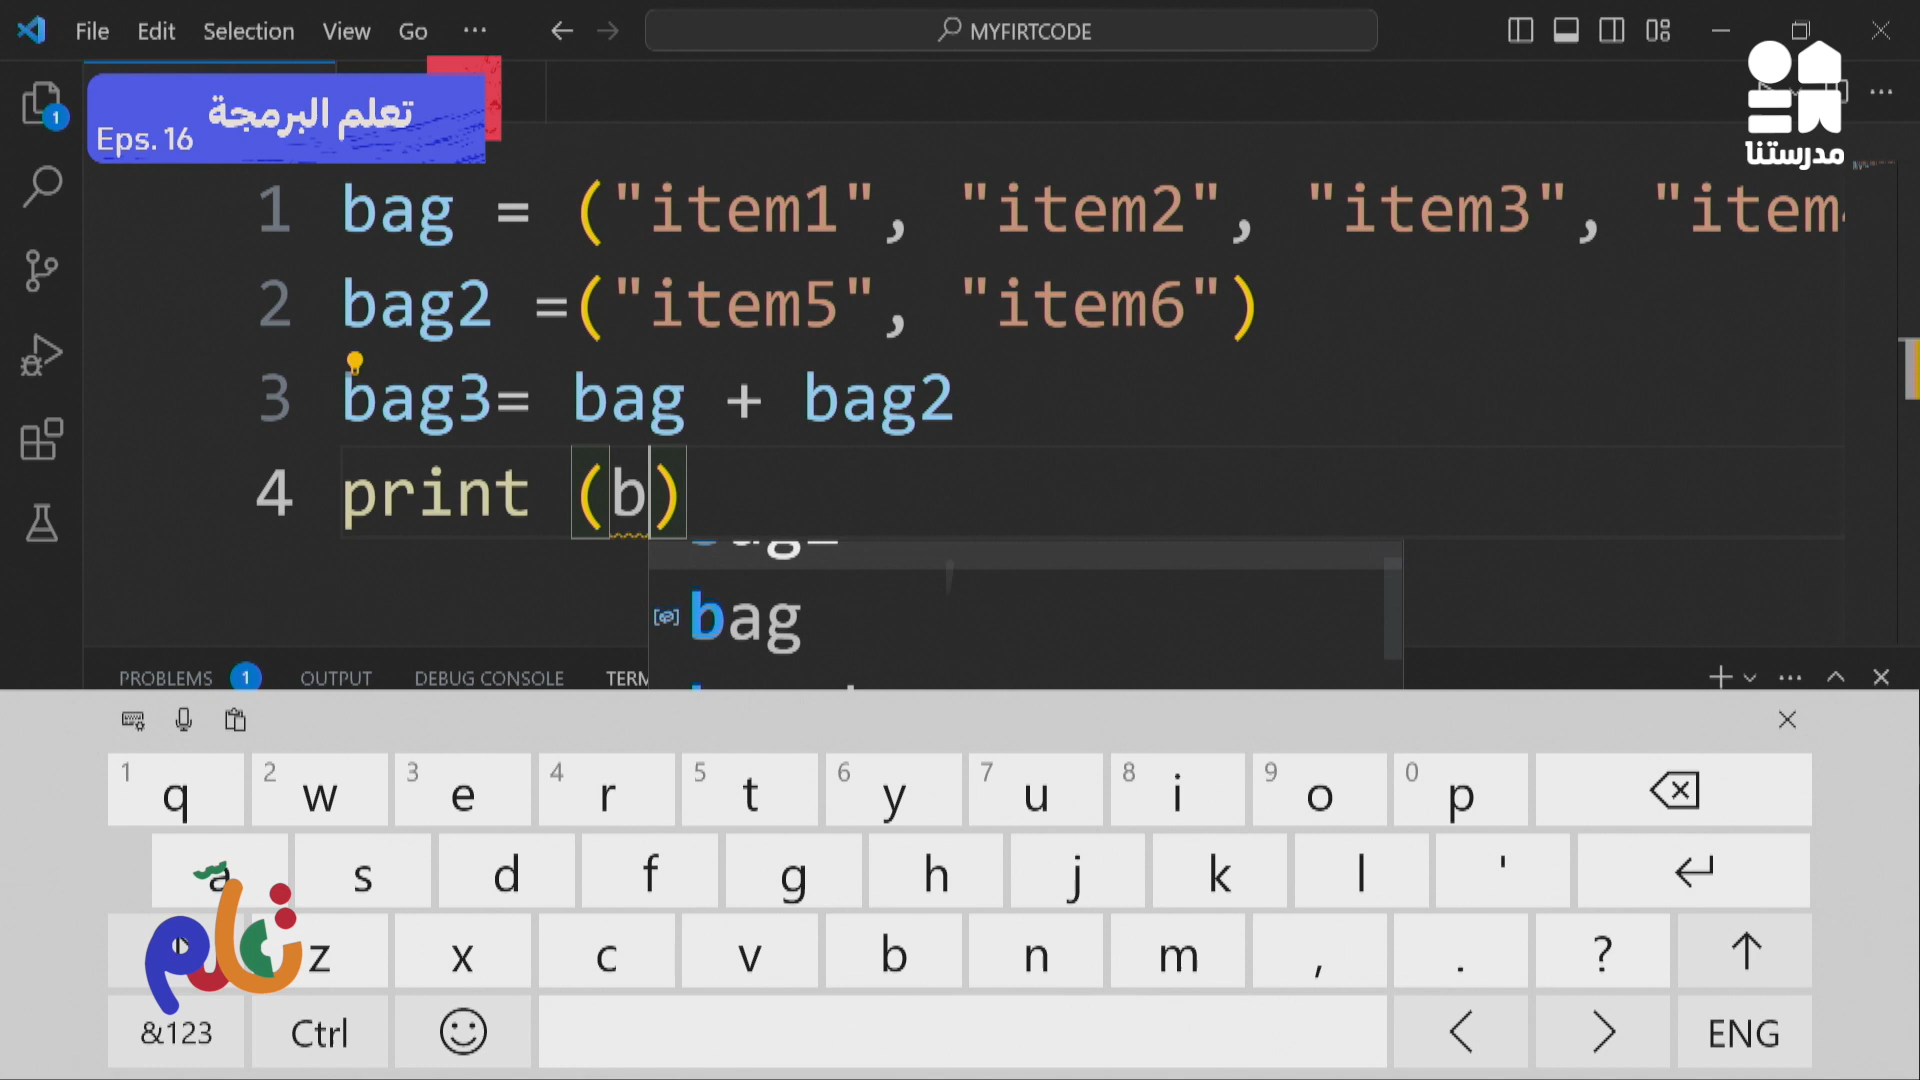 File Edit Selection View Go ··· MYFIRTCODE
تعلم البرمجة
Eps. 16
مدرستنا
1
1 bag = ("item1", "item2", "item3", "item
2 bag2 =("item5", "item6")
3 bag3= bag + bag2
4 print (b)
bag
PROBLEMS 1 OUTPUT DEBUG CONSOLE TERM
1 q 2 w 3 e 4 r 5 t 6 y 7 u 8 i 9 o 0 p
a s d f g h j k l '
z x c v b n m , . ?
&123 Ctrl ENG